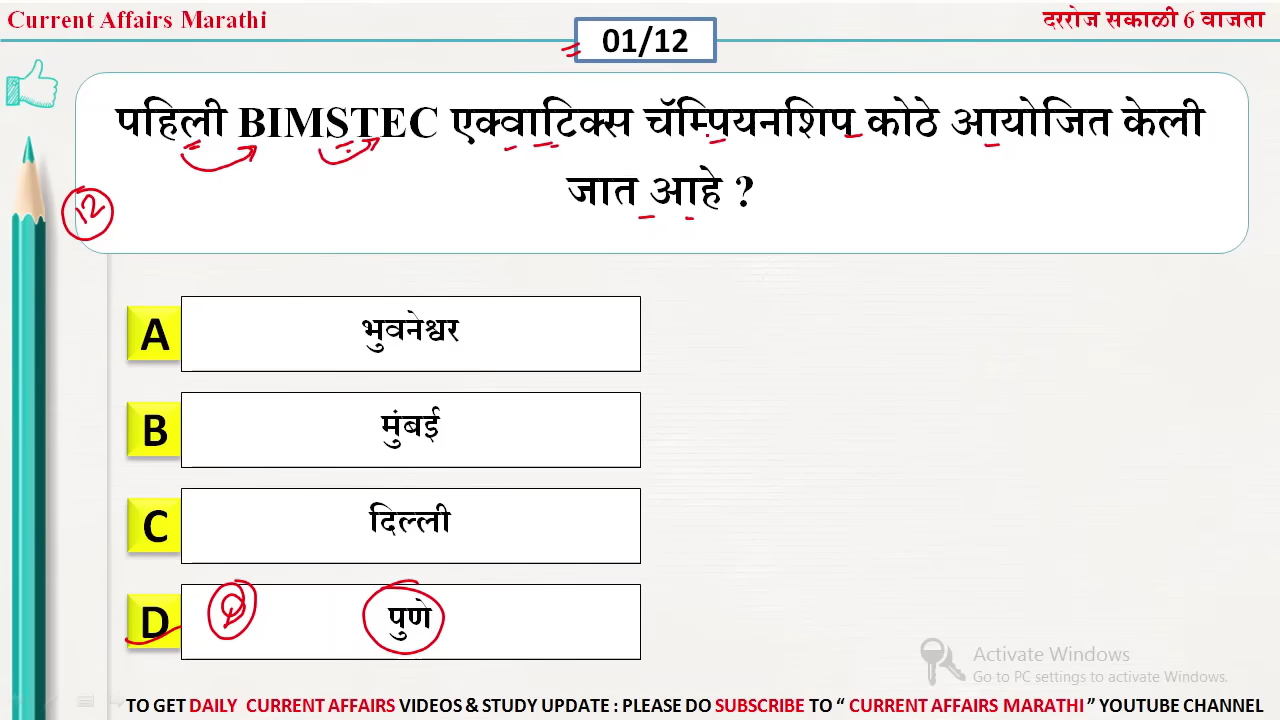 Current Affairs Marathi
दररोज सकाळी 6 वाजता
01/12
पहिली BIMSTEC एक्वाटिक्स चॅम्पियनशिप कोठे आयोजित केली
जात आहे ?
12
A
भुवनेश्वर
B
मुंबई
C
दिल्ली
D
पुणे
Activate Windows
Go to PC settings to activate Windows.
TO GET DAILY CURRENT AFFAIRS VIDEOS & STUDY UPDATE : PLEASE DO SUBSCRIBE TO “ CURRENT AFFAIRS MARATHI ” YOUTUBE CHANNEL